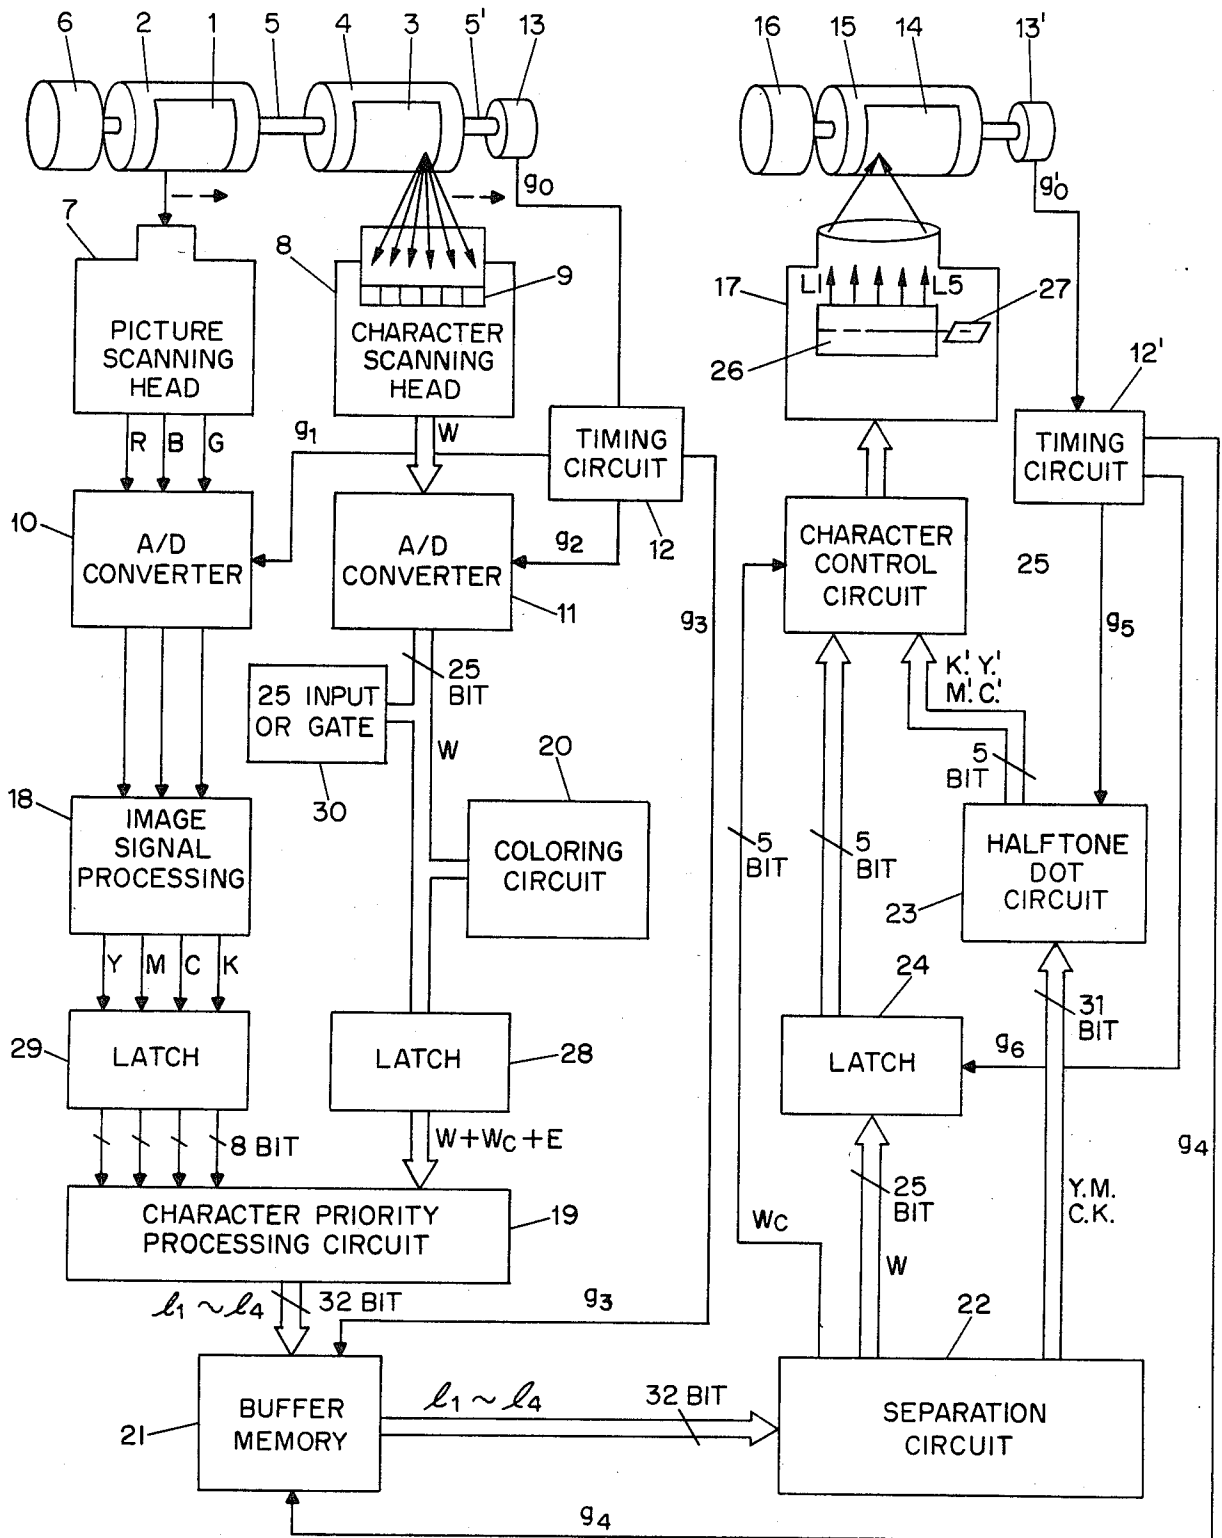 6 2 1 5 4 3 5' 13 16 15 14 13'
g0 g'0
7
8
9
PICTURE
SCANNING
HEAD
CHARACTER
SCANNING
HEAD
17
L1 L5
27
26
12'
R B G
W
g1
TIMING
CIRCUIT
12
TIMING
CIRCUIT
10
A/D
CONVERTER
A/D
CONVERTER
11
g2
g3
CHARACTER
CONTROL
CIRCUIT
25
g5
25 INPUT
OR GATE
30
25
BIT
W
K'. Y'.
M'. C'.
5
BIT
18
IMAGE
SIGNAL
PROCESSING
20
COLORING
CIRCUIT
5
BIT
5
BIT
HALFTONE
DOT
CIRCUIT
23
Y M C K
29
LATCH
LATCH
28
24
LATCH
g6
31
BIT
8 BIT
W+WC+E
g4
CHARACTER PRIORITY
PROCESSING CIRCUIT
19
WC
25
BIT
W
Y.M.
C.K.
ℓ1 ~ ℓ4
32 BIT
g3
22
BUFFER
MEMORY
21
ℓ1 ~ ℓ4
32 BIT
SEPARATION
CIRCUIT
g4